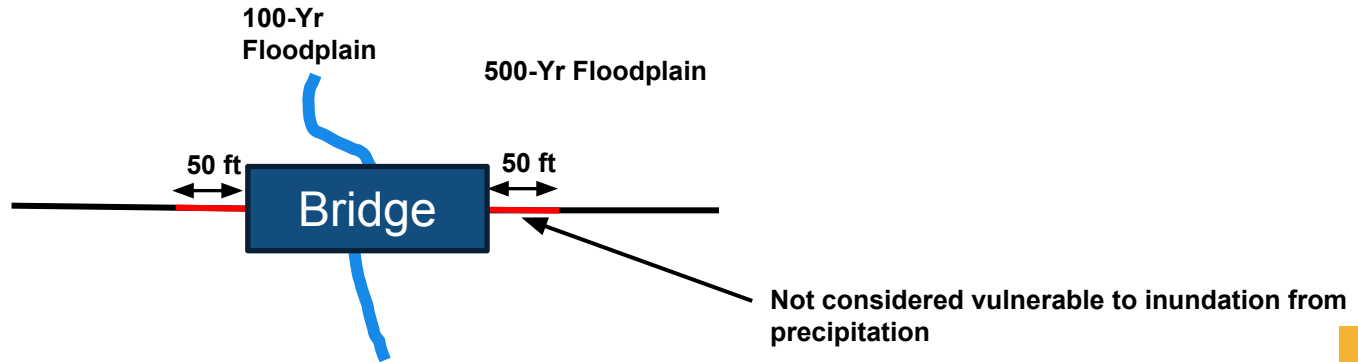 100-Yr
Floodplain
500-Yr Floodplain
50 ft
50 ft
Bridge
Not considered vulnerable to inundation from
precipitation